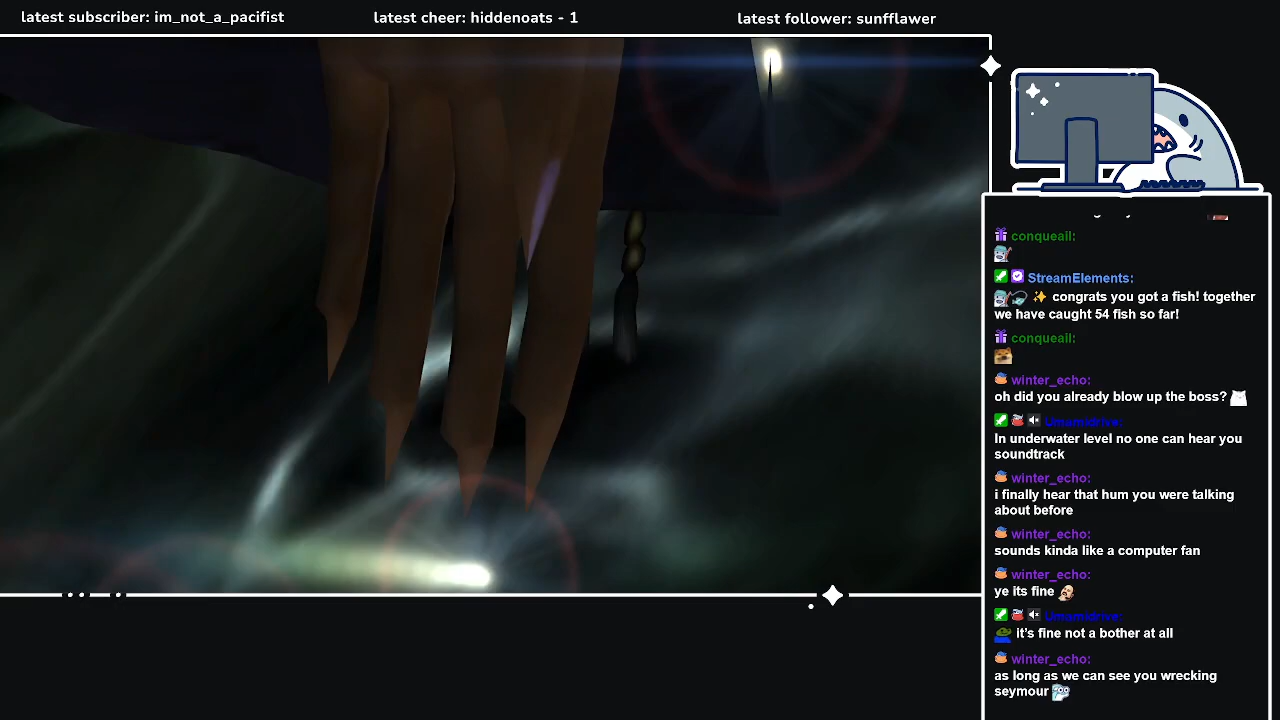 latest subscriber: im_not_a_pacifist
latest cheer: hiddenoats - 1
latest follower: sunfflawer
conqueail:
StreamElements:
congrats you got a fish! together
we have caught 54 fish so far!
conqueail:
winter_echo:
oh did you already blow up the boss?
Umamidrive:
In underwater level no one can hear you
soundtrack
winter_echo:
i finally hear that hum you were talking
about before
winter_echo:
sounds kinda like a computer fan
winter_echo:
ye its fine
Umamidrive:
it's fine not a bother at all
winter_echo:
as long as we can see you wrecking
seymour